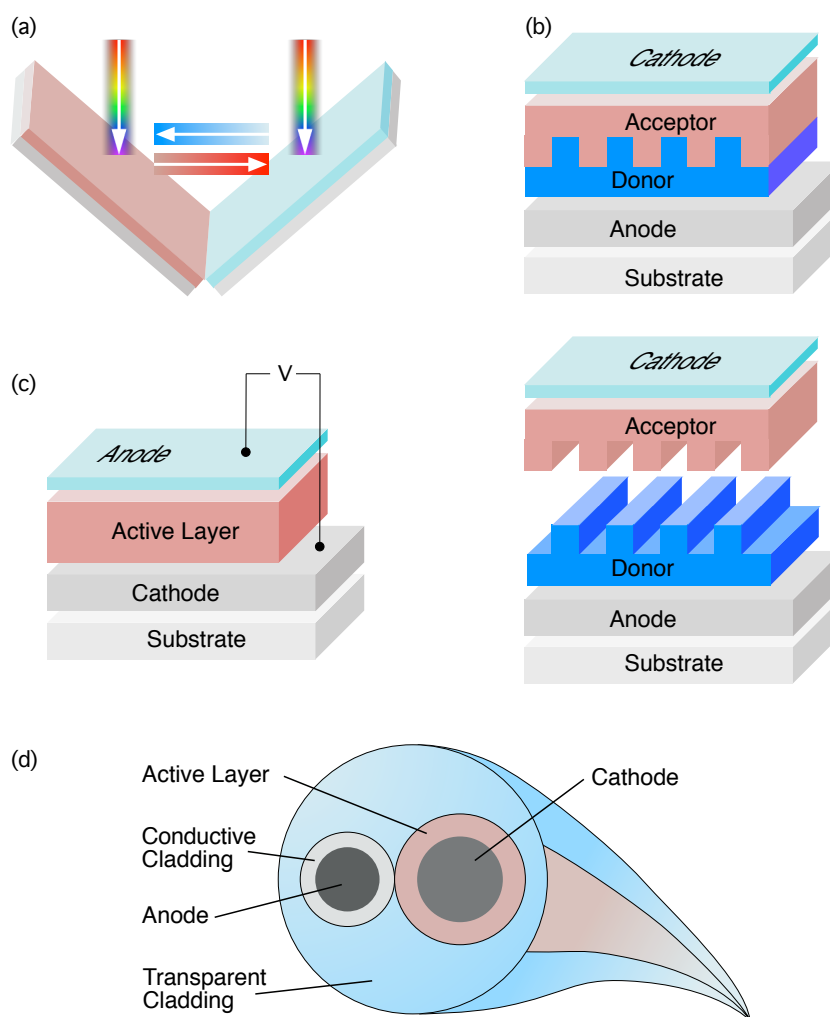 (a)
(b)
Cathode
Acceptor
Donor
Anode
Substrate
(c)
V
Anode
Active Layer
Cathode
Substrate
Cathode
Acceptor
Donor
Anode
Substrate
(d)
Active Layer
Cathode
Conductive
Cladding
Anode
Transparent
Cladding